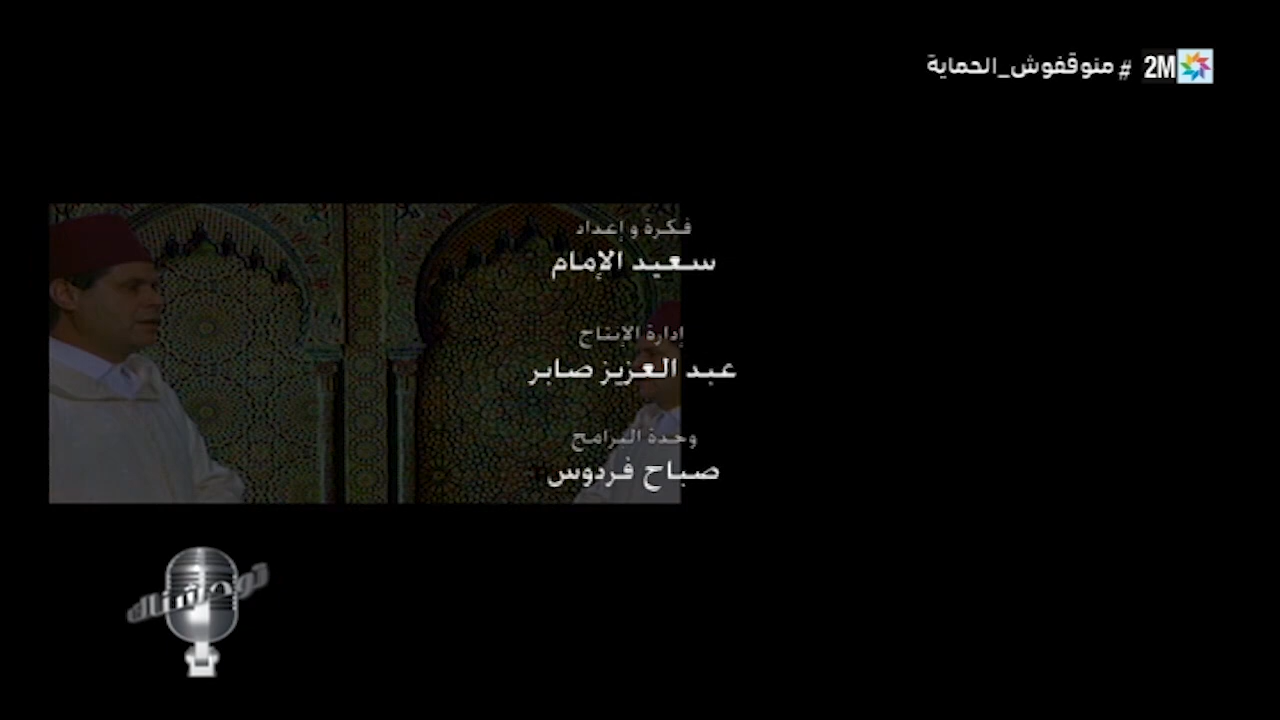 2M # منوقفوش_الحماية
فكرة و إعداد
سعيد الإمام
إدارة الإنتاج
عبد العزيز صابر
وحدة البرامج
صباح فردوس